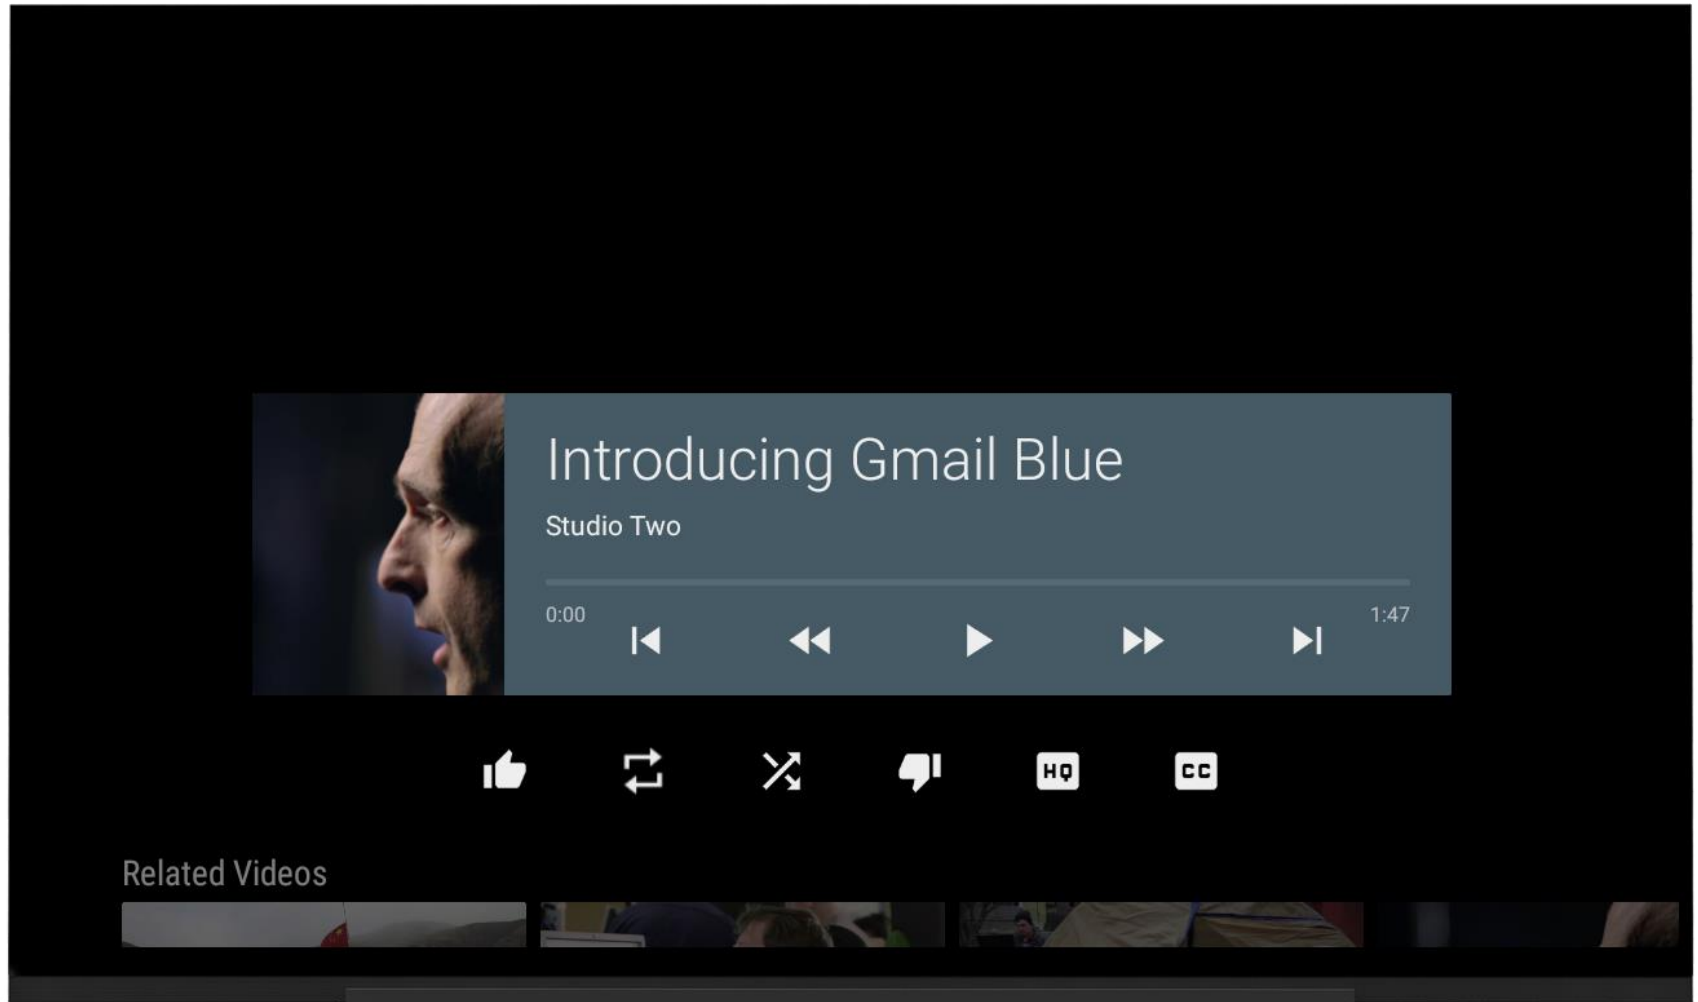 Introducing Gmail Blue
Studio Two
0:00
1:47
HQ
CC
Related Videos